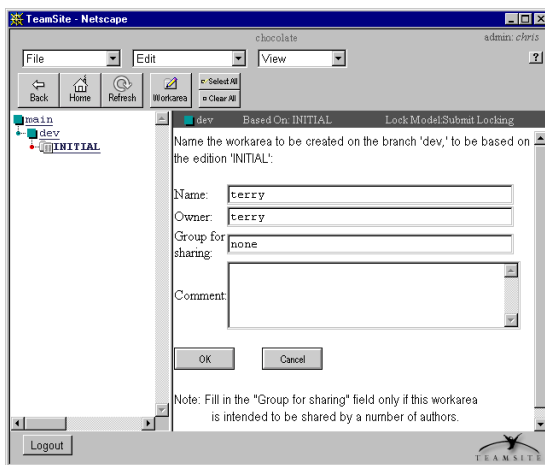 TeamSite - Netscape
chocolate
admin: chris
File Edit View
?
Back Home Refresh Workarea Select All
Clear All
main
dev
INITIAL
dev Based On: INITIAL Lock Model:Submit Locking
Name the workarea to be created on the branch 'dev,' to be based on
the edition 'INITIAL':
Name: terry
Owner: terry
Group for
sharing: none
Comment:
OK Cancel
Note: Fill in the "Group for sharing" field only if this workarea
is intended to be shared by a number of authors.
Logout
TEAMSITE